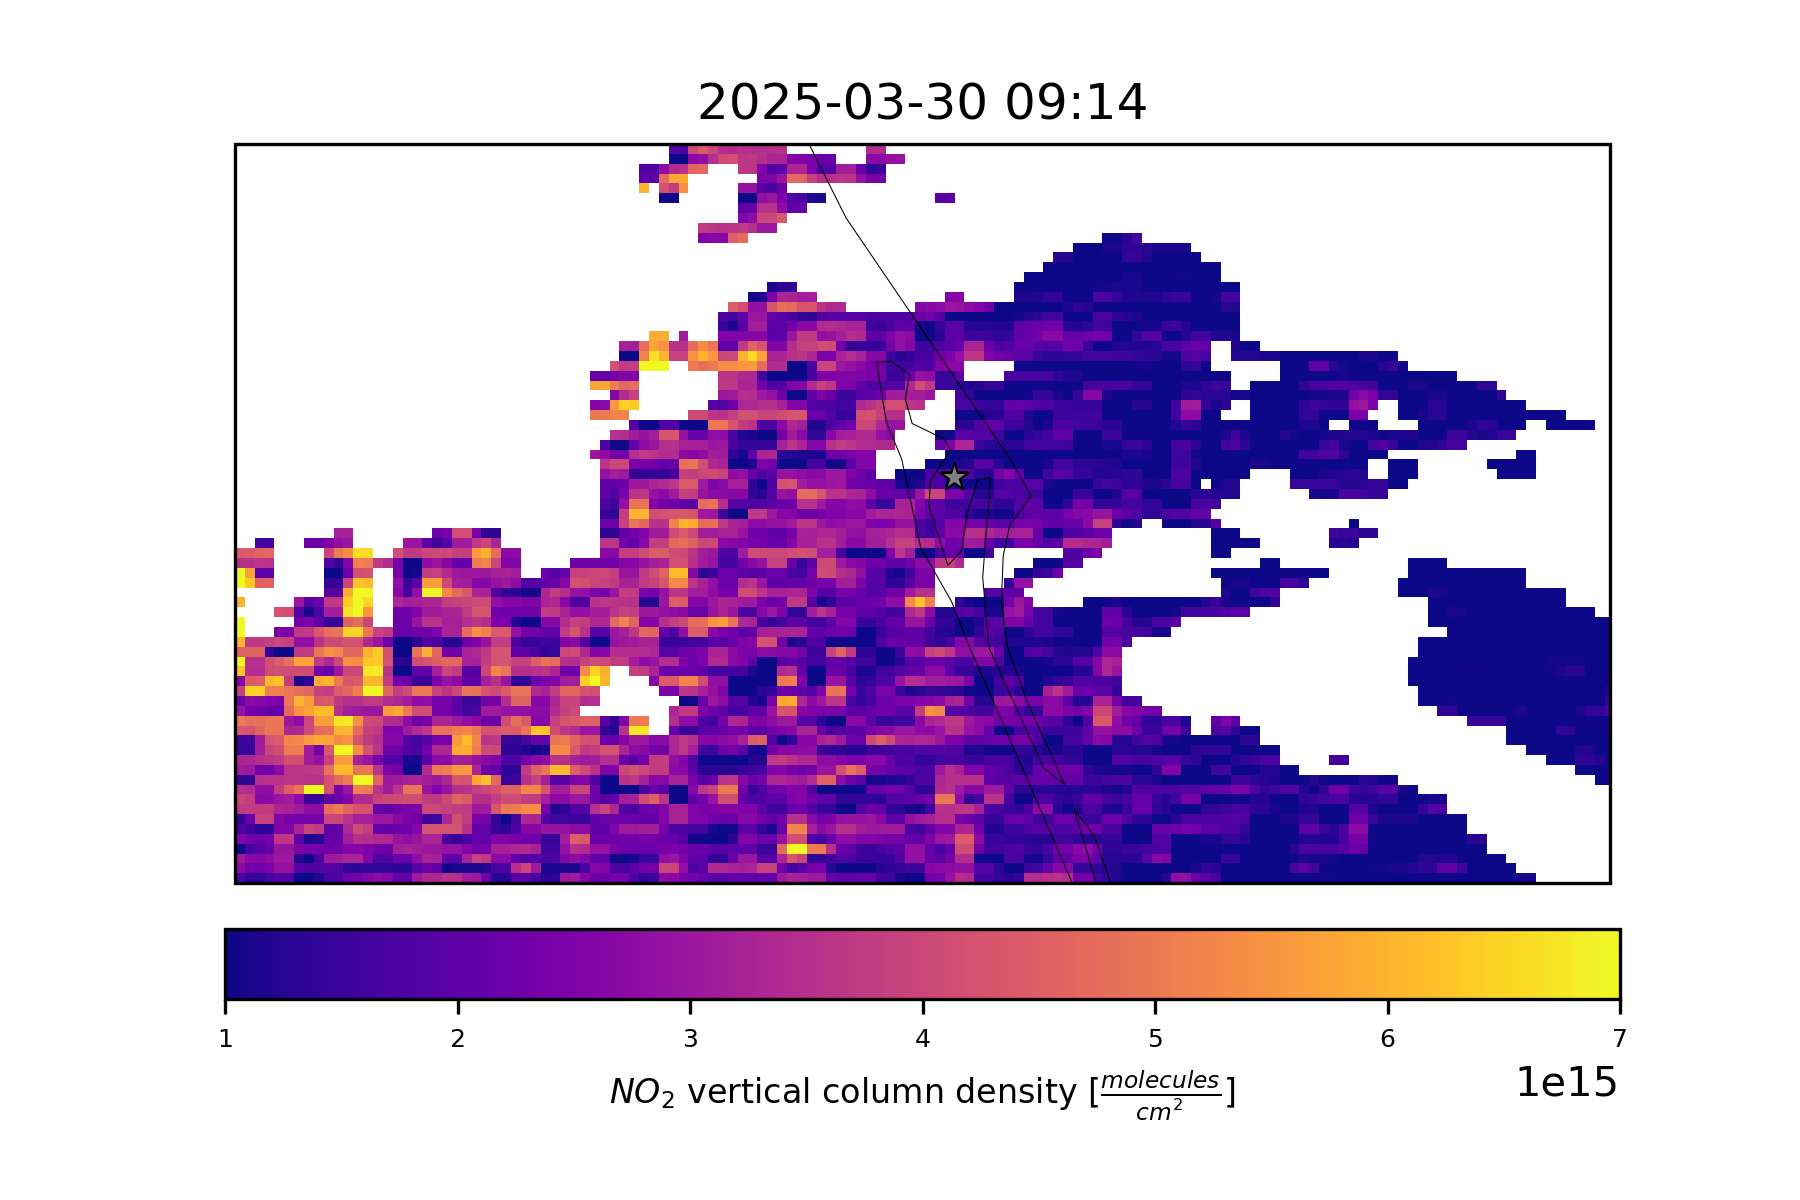 2025-03-30 09:14
1 2 3 4 5 6 7
1e15
NO₂ vertical column density [molecules/cm²]